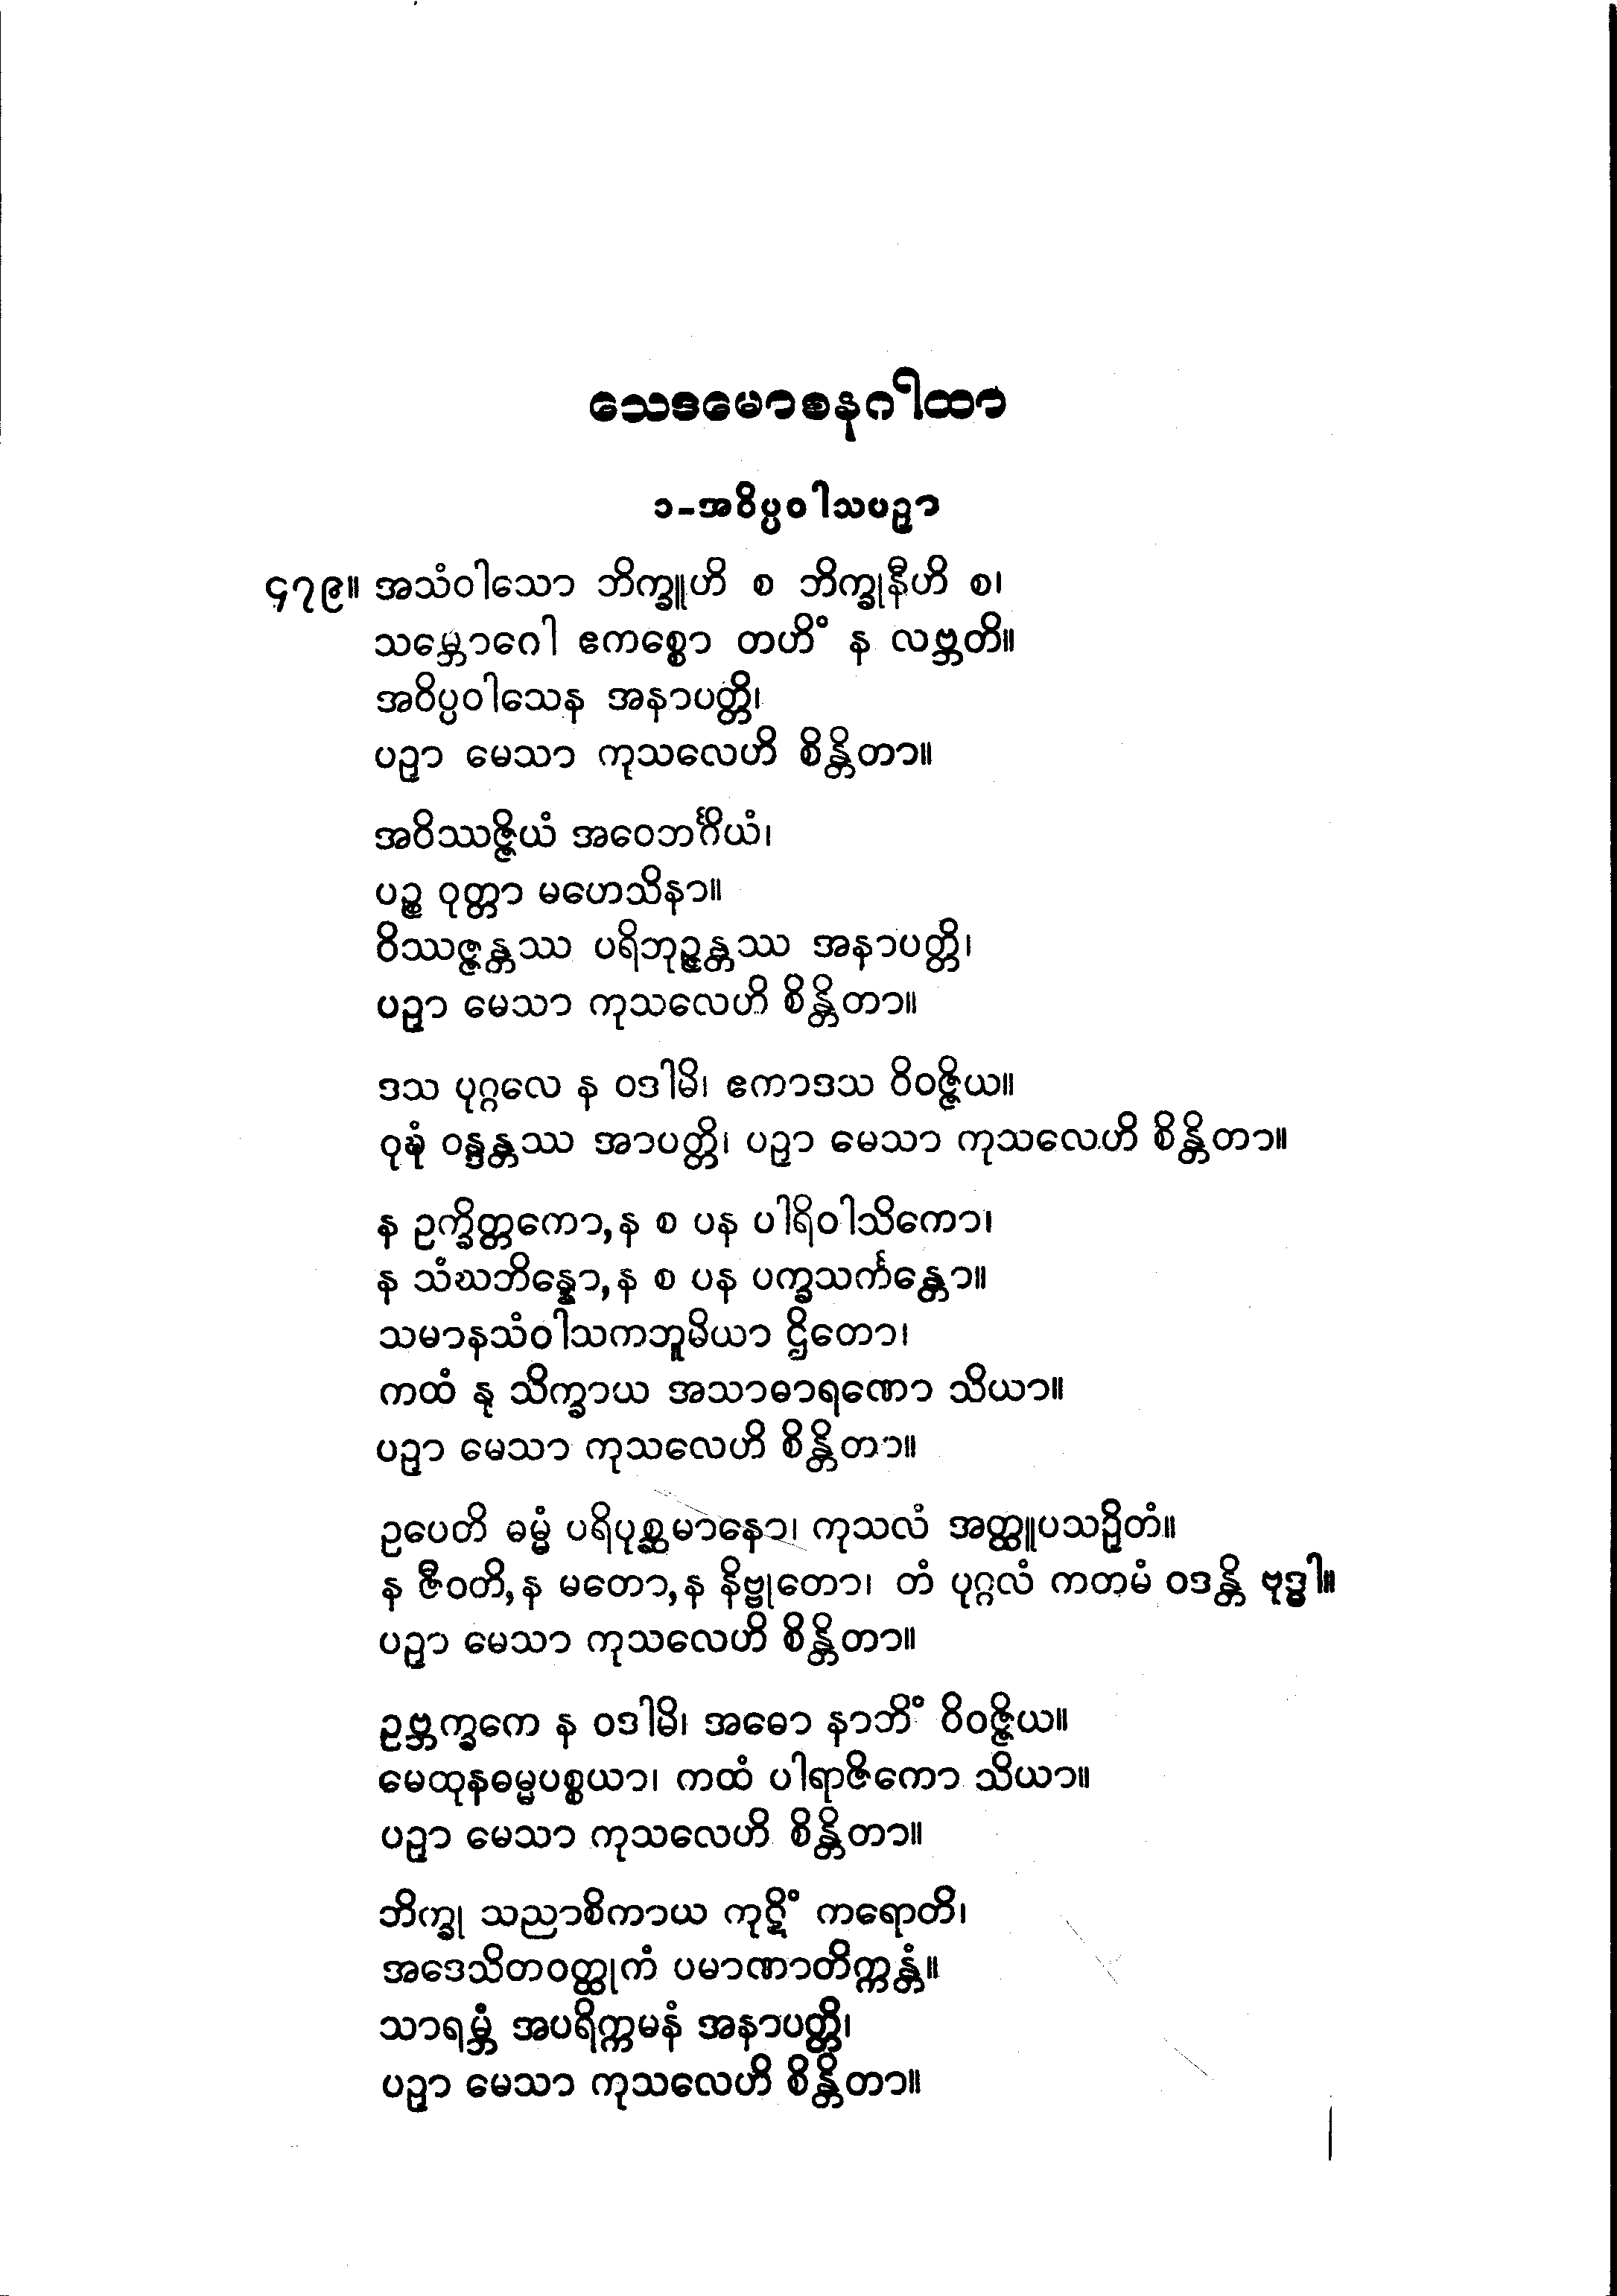 သေဒမောစနဂါထာ
၁-အဝိပ္ပဝါသပဉှာ
၄၇၉။ အသံဝါသော ဘိက္ခူဟိ စ ဘိက္ခုနီဟိ စ၊
သမ္ဘောဂေါ ဧကစ္စော တဟိံ န လဗ္ဘတိ။
အဝိပ္ပဝါသေန အနာပတ္တိ၊
ပဉှာ မေသာ ကုသလေဟိ စိန္တိတာ။
အဝိဿဇ္ဇိယံ အဝေဘင်္ဂိယံ၊
ပဉ္စ ဝုတ္တာ မဟေသိနာ။
ဝိဿဇ္ဇန္တဿ ပရိဘုဉ္ဇန္တဿ အနာပတ္တိ၊
ပဉှာ မေသာ ကုသလေဟိ စိန္တိတာ။
ဒသ ပုဂ္ဂလေ န ဝဒါမိ၊ ဧကာဒသ ဝိဝဇ္ဇိယ။
ဝုဍ္ဎံ ဝန္ဒန္တဿ အာပတ္တိ၊ ပဉှာ မေသာ ကုသလေဟိ စိန္တိတာ။
န ဥက္ခိတ္တကော, န စ ပန ပါရိဝါသိကော၊
န သံဃဘိန္နော, န စ ပန ပက္ခသင်္ကန္တော။
သမာနသံဝါသကဘူမိယာ ဌိတော၊
ကထံ နု သိက္ခာယ အသာဓာရဏော သိယာ။
ပဉှာ မေသာ ကုသလေဟိ စိန္တိတာ။
ဥပေတိ ဓမ္မံ ပရိပုစ္ဆမာနော၊ ကုသလံ အတ္ထူပသဉှိတံ။
န ဇီဝတိ, န မတော, န နိဗ္ဗုတော၊ တံ ပုဂ္ဂလံ ကတမံ ဝဒန္တိ ဗုဒ္ဓါ။
ပဉှာ မေသာ ကုသလေဟိ စိန္တိတာ။
ဥဗ္ဘက္ခကေ န ဝဒါမိ၊ အဓော နာဘိံ ဝိဝဇ္ဇိယ။
မေထုနဓမ္မပစ္စယာ၊ ကထံ ပါရာဇိကော သိယာ။
ပဉှာ မေသာ ကုသလေဟိ စိန္တိတာ။
ဘိက္ခု သညာစိကာယ ကုဋိံ ကရောတိ၊
အဒေသိတဝတ္ထုကံ ပမာဏာတိက္ကန္တံ။
သာရမ္ဘံ အပရိက္ကမနံ အနာပတ္တိ၊
ပဉှာ မေသာ ကုသလေဟိ စိန္တိတာ။